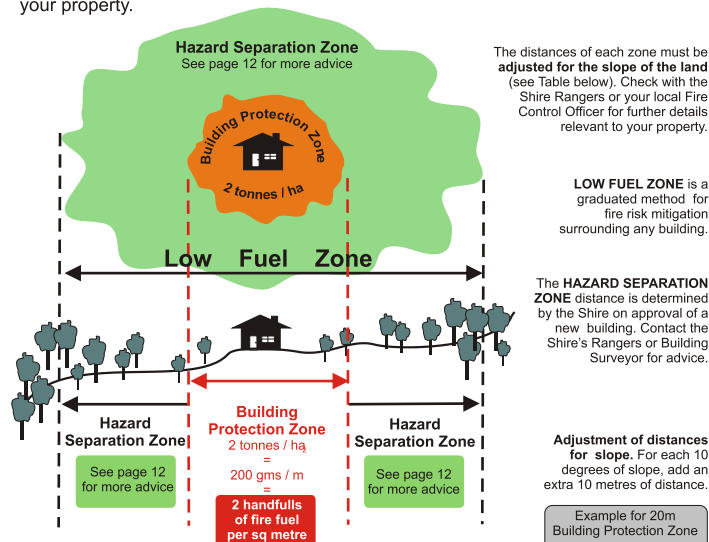 your property.
Hazard Separation Zone
See page 12 for more advice
Building Protection Zone
2 tonnes / ha
Low Fuel Zone
The distances of each zone must be
adjusted for the slope of the land
(see Table below). Check with the
Shire Rangers or your local Fire
Control Officer for further details
relevant to your property.
LOW FUEL ZONE is a
graduated method for
fire risk mitigation
surrounding any building.
The HAZARD SEPARATION
ZONE distance is determined
by the Shire on approval of a
new building. Contact the
Shire's Rangers or Building
Surveyor for advice.
Hazard
Separation Zone
See page 12
for more advice
Building
Protection Zone
2 tonnes / ha
=
200 gms / m2
=
2 handfulls
of fire fuel
per sq metre
Hazard
Separation Zone
See page 12
for more advice
Adjustment of distances
for slope. For each 10
degrees of slope, add an
extra 10 metres of distance.
Example for 20m
Building Protection Zone